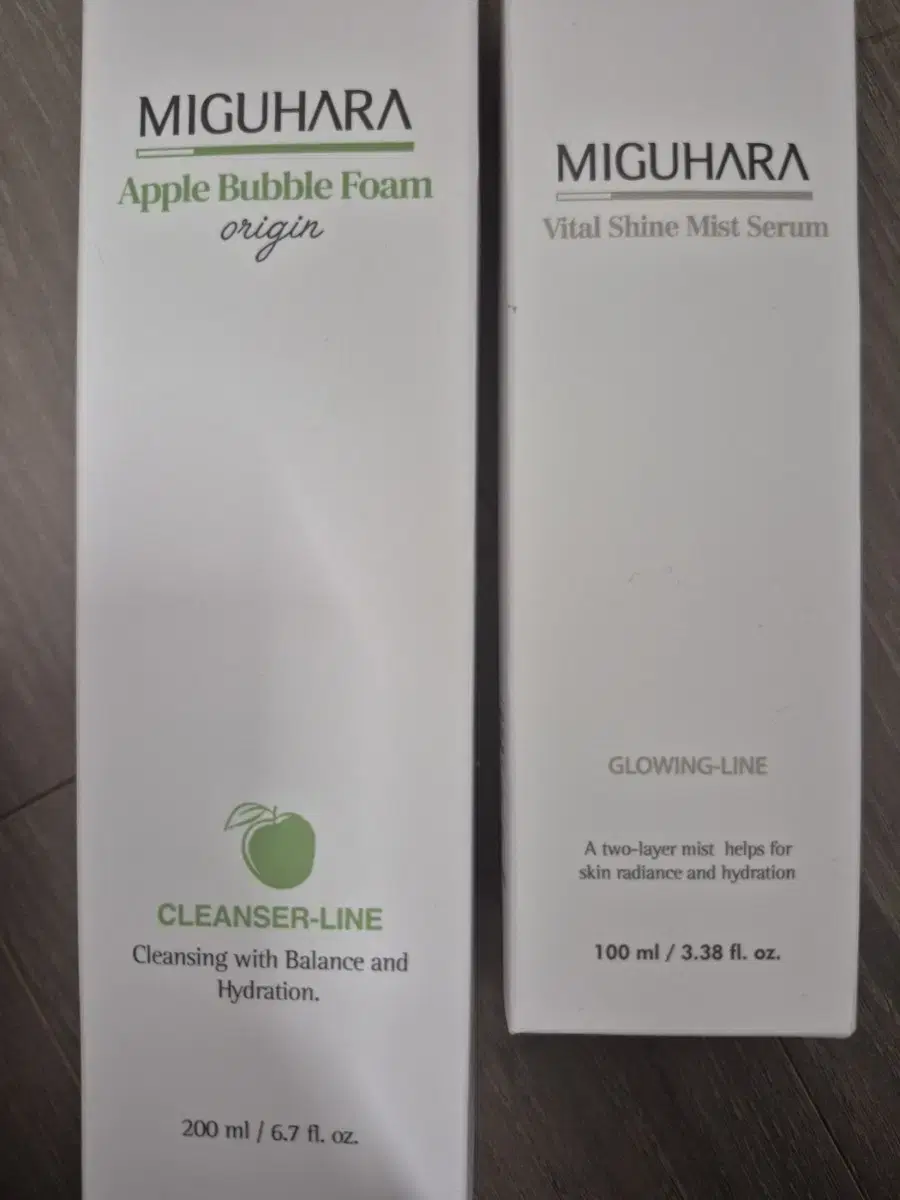 MIGUHARA
Apple Bubble Foam
origin
CLEANSER-LINE
Cleansing with Balance and
Hydration.
200 ml / 6.7 fl. oz.
MIGUHARA
Vital Shine Mist Serum
GLOWING-LINE
A two-layer mist helps for
skin radiance and hydration
100 ml / 3.38 fl. oz.